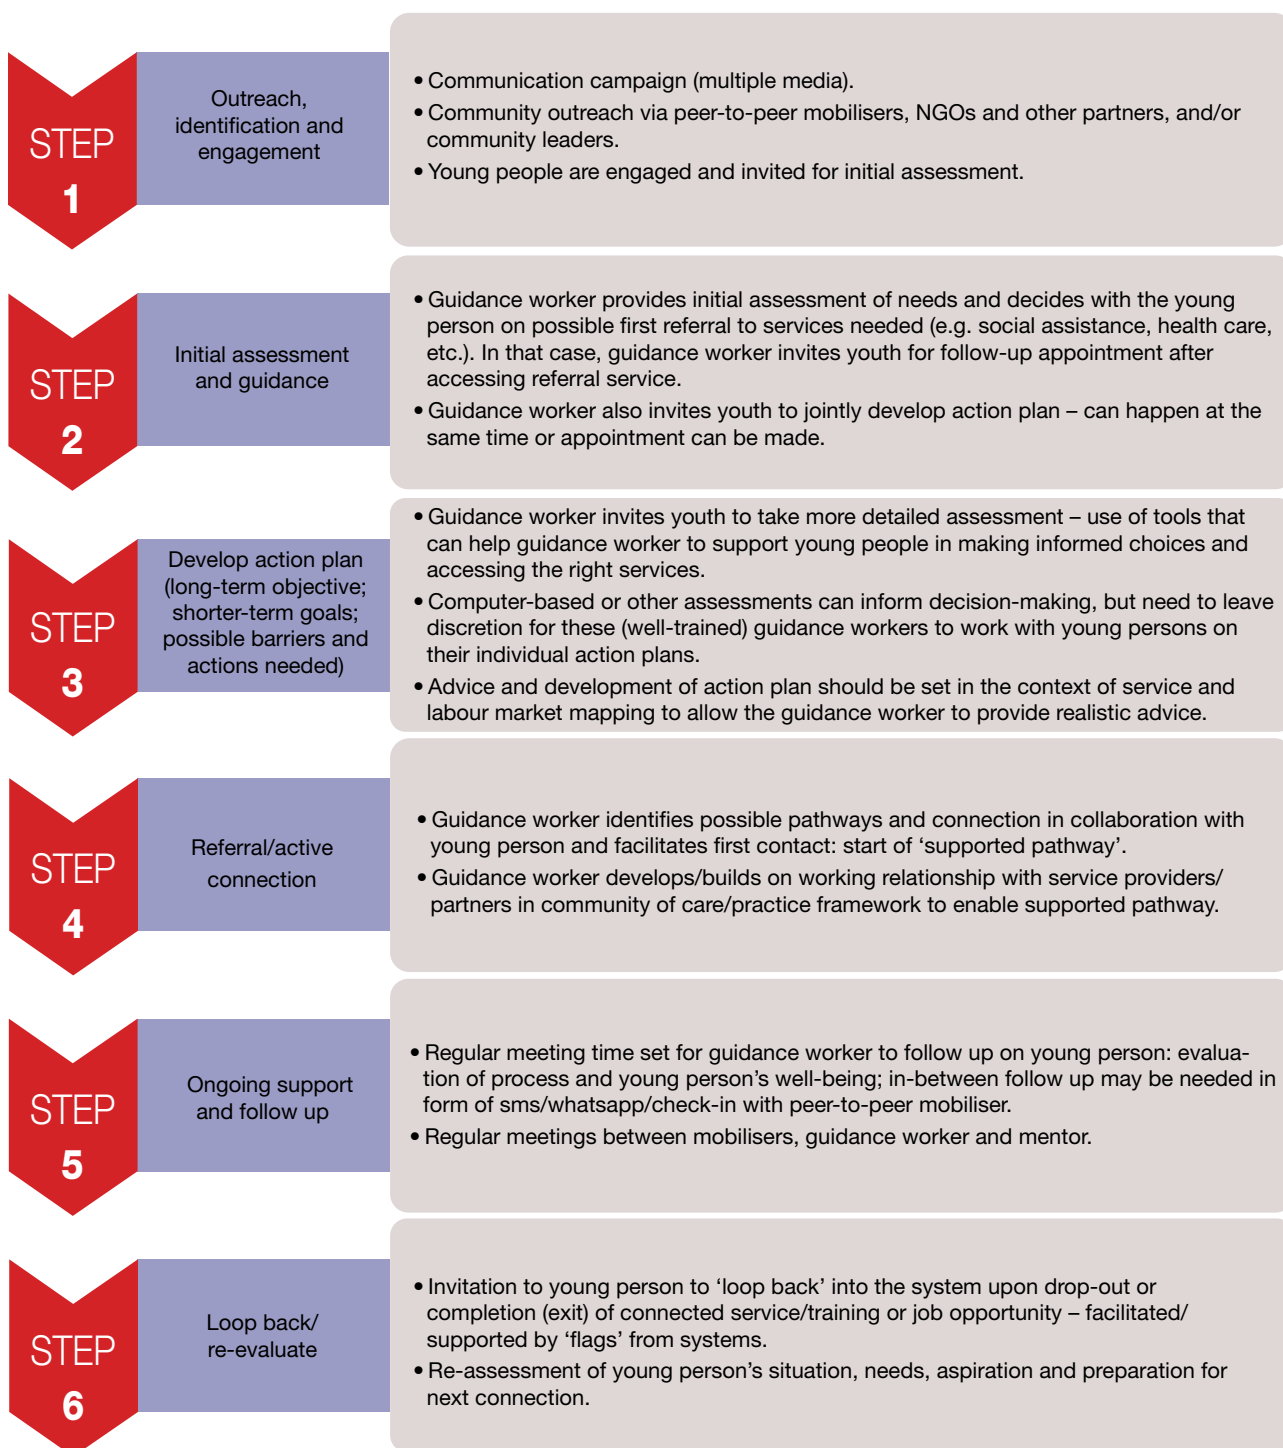 STEP
1
Outreach,
identification and
engagement
• Communication campaign (multiple media).
• Community outreach via peer-to-peer mobilisers, NGOs and other partners, and/or
community leaders.
• Young people are engaged and invited for initial assessment.
STEP
2
Initial assessment
and guidance
• Guidance worker provides initial assessment of needs and decides with the young
person on possible first referral to services needed (e.g. social assistance, health care,
etc.). In that case, guidance worker invites youth for follow-up appointment after
accessing referral service.
• Guidance worker also invites youth to jointly develop action plan – can happen at the
same time or appointment can be made.
STEP
3
Develop action plan
(long-term objective;
shorter-term goals;
possible barriers and
actions needed)
• Guidance worker invites youth to take more detailed assessment – use of tools that
can help guidance worker to support young people in making informed choices and
accessing the right services.
• Computer-based or other assessments can inform decision-making, but need to leave
discretion for these (well-trained) guidance workers to work with young persons on
their individual action plans.
• Advice and development of action plan should be set in the context of service and
labour market mapping to allow the guidance worker to provide realistic advice.
STEP
4
Referral/active
connection
• Guidance worker identifies possible pathways and connection in collaboration with
young person and facilitates first contact: start of ‘supported pathway’.
• Guidance worker develops/builds on working relationship with service providers/
partners in community of care/practice framework to enable supported pathway.
STEP
5
Ongoing support
and follow up
• Regular meeting time set for guidance worker to follow up on young person: evalua-
tion of process and young person’s well-being; in-between follow up may be needed in
form of sms/whatsapp/check-in with peer-to-peer mobiliser.
• Regular meetings between mobilisers, guidance worker and mentor.
STEP
6
Loop back/
re-evaluate
• Invitation to young person to ‘loop back’ into the system upon drop-out or
completion (exit) of connected service/training or job opportunity – facilitated/
supported by ‘flags’ from systems.
• Re-assessment of young person’s situation, needs, aspiration and preparation for
next connection.